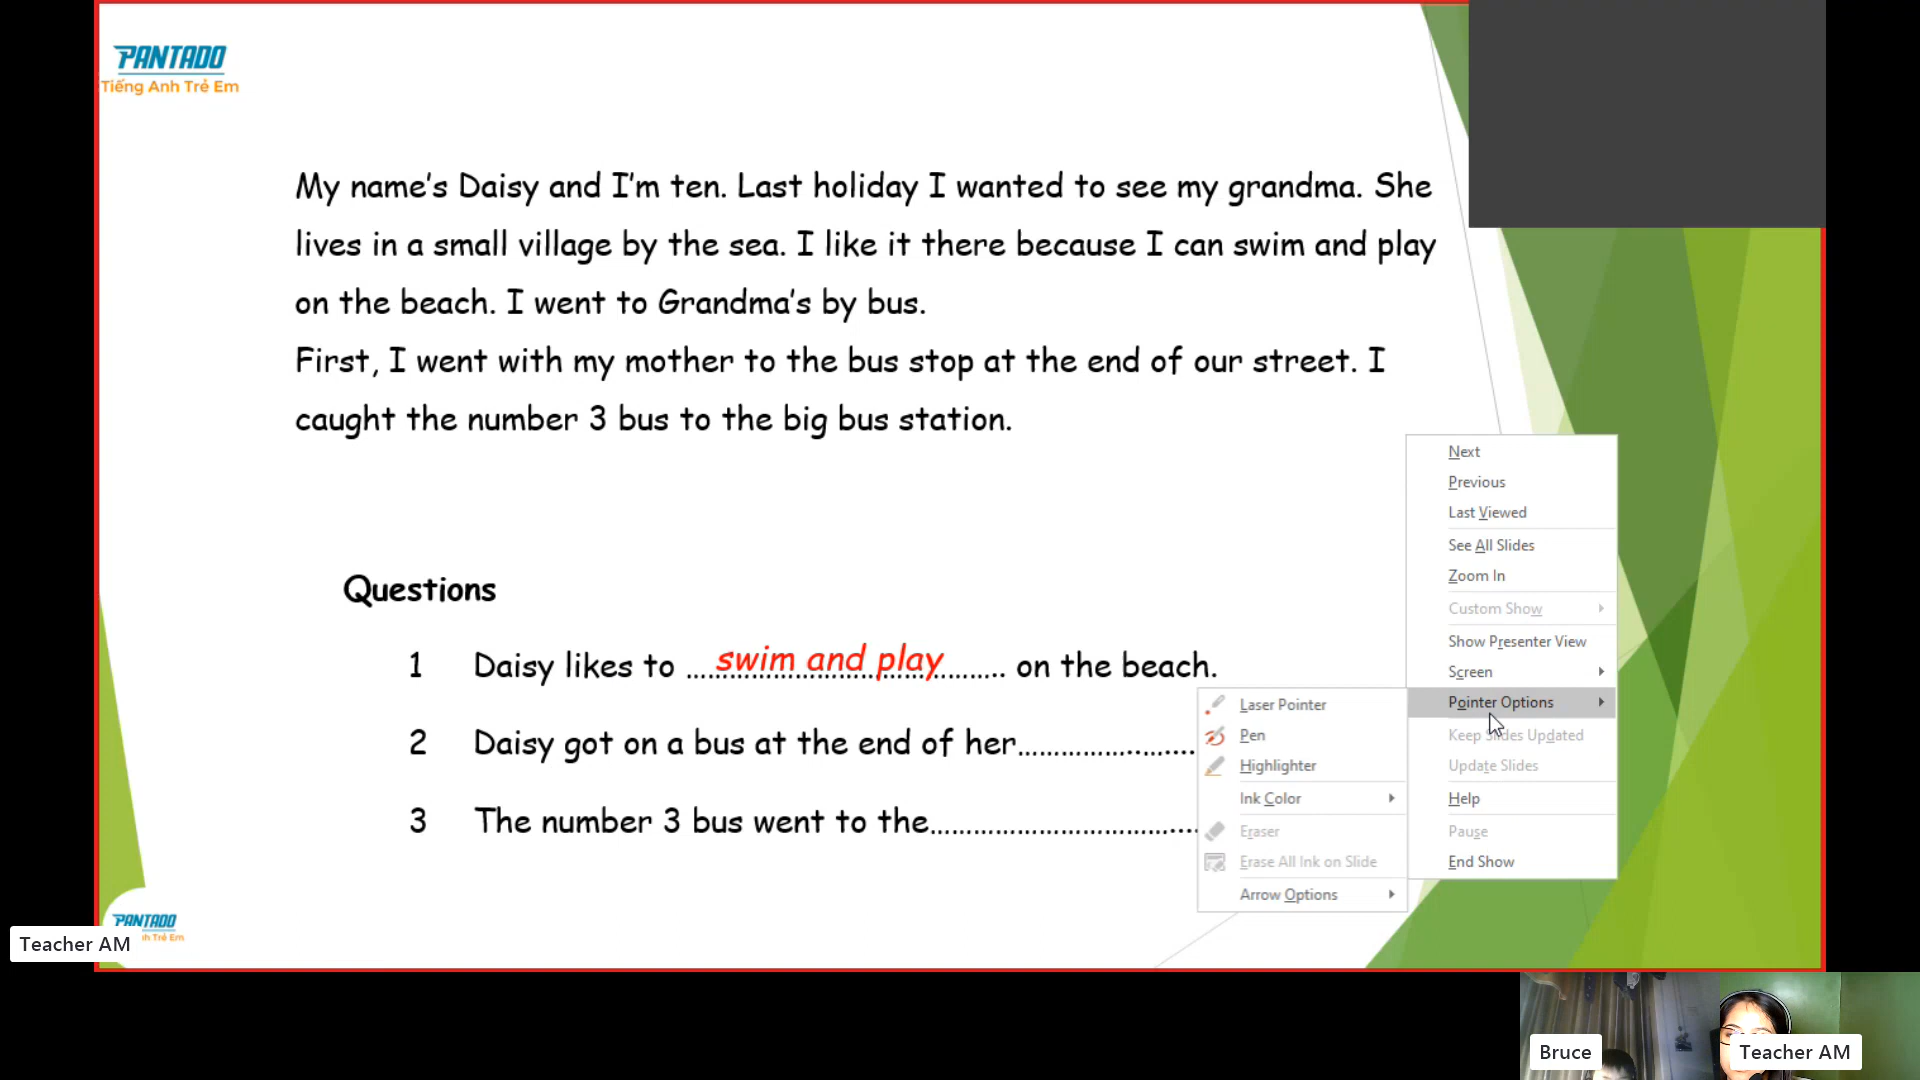 PANTADO
Tiếng Anh Trẻ Em
My name's Daisy and I'm ten. Last holiday I wanted to see my grandma. She
lives in a small village by the sea. I like it there because I can swim and play
on the beach. I went to Grandma's by bus.
First, I went with my mother to the bus stop at the end of our street. I
caught the number 3 bus to the big bus station.
Questions
1 Daisy likes to ...swim and play... on the beach.
2 Daisy got on a bus at the end of her....................
3 The number 3 bus went to the....................
Next
Previous
Last Viewed
See All Slides
Zoom In
Custom Show
Show Presenter View
Screen
Pointer Options
Keep Slides Updated
Update Slides
Help
Pause
End Show
Laser Pointer
Pen
Highlighter
Ink Color
Eraser
Erase All Ink on Slide
Arrow Options
PANTADO
nh Trẻ Em
Teacher AM
Bruce
Teacher AM